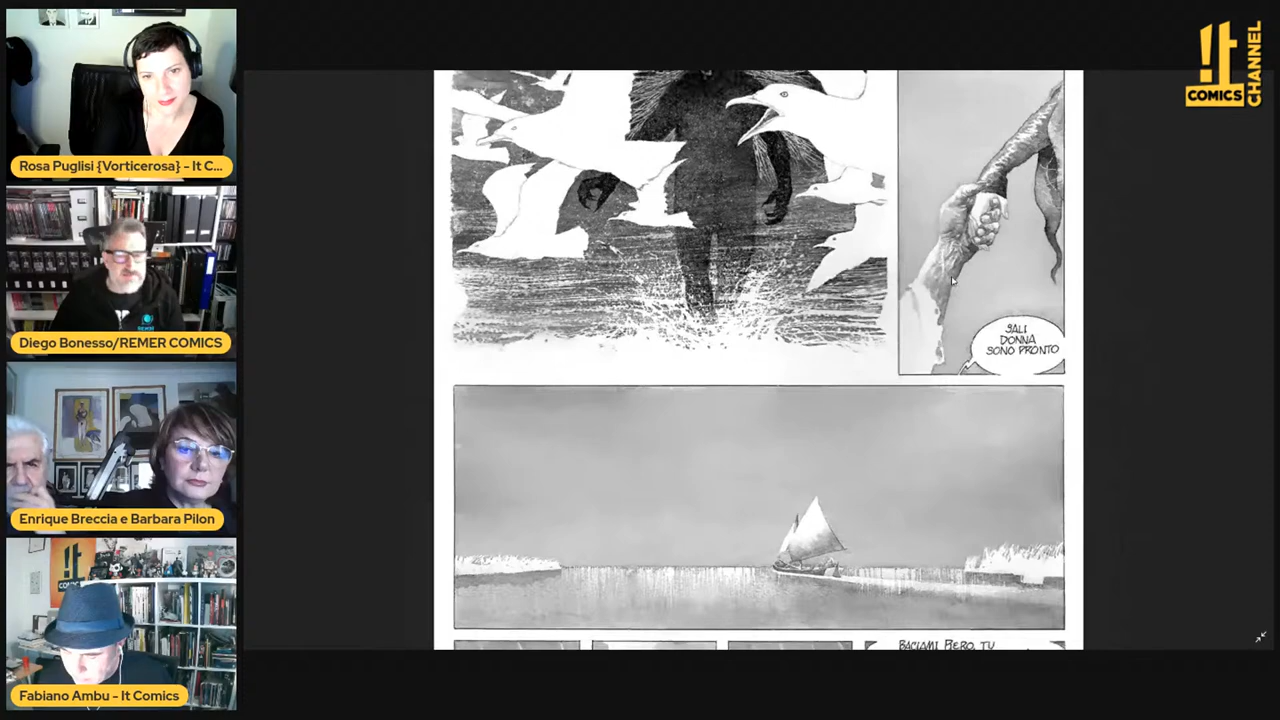 Rosa Puglisi {Vorticerosa} - It C...
Diego Bonesso/REMER COMICS
Enrique Breccia e Barbara Pilon
Fabiano Ambu - It Comics
!t
COMICS
CHANNEL
SALI
DONNA
SONO PRONTO
BACIAMI PIERO, TU